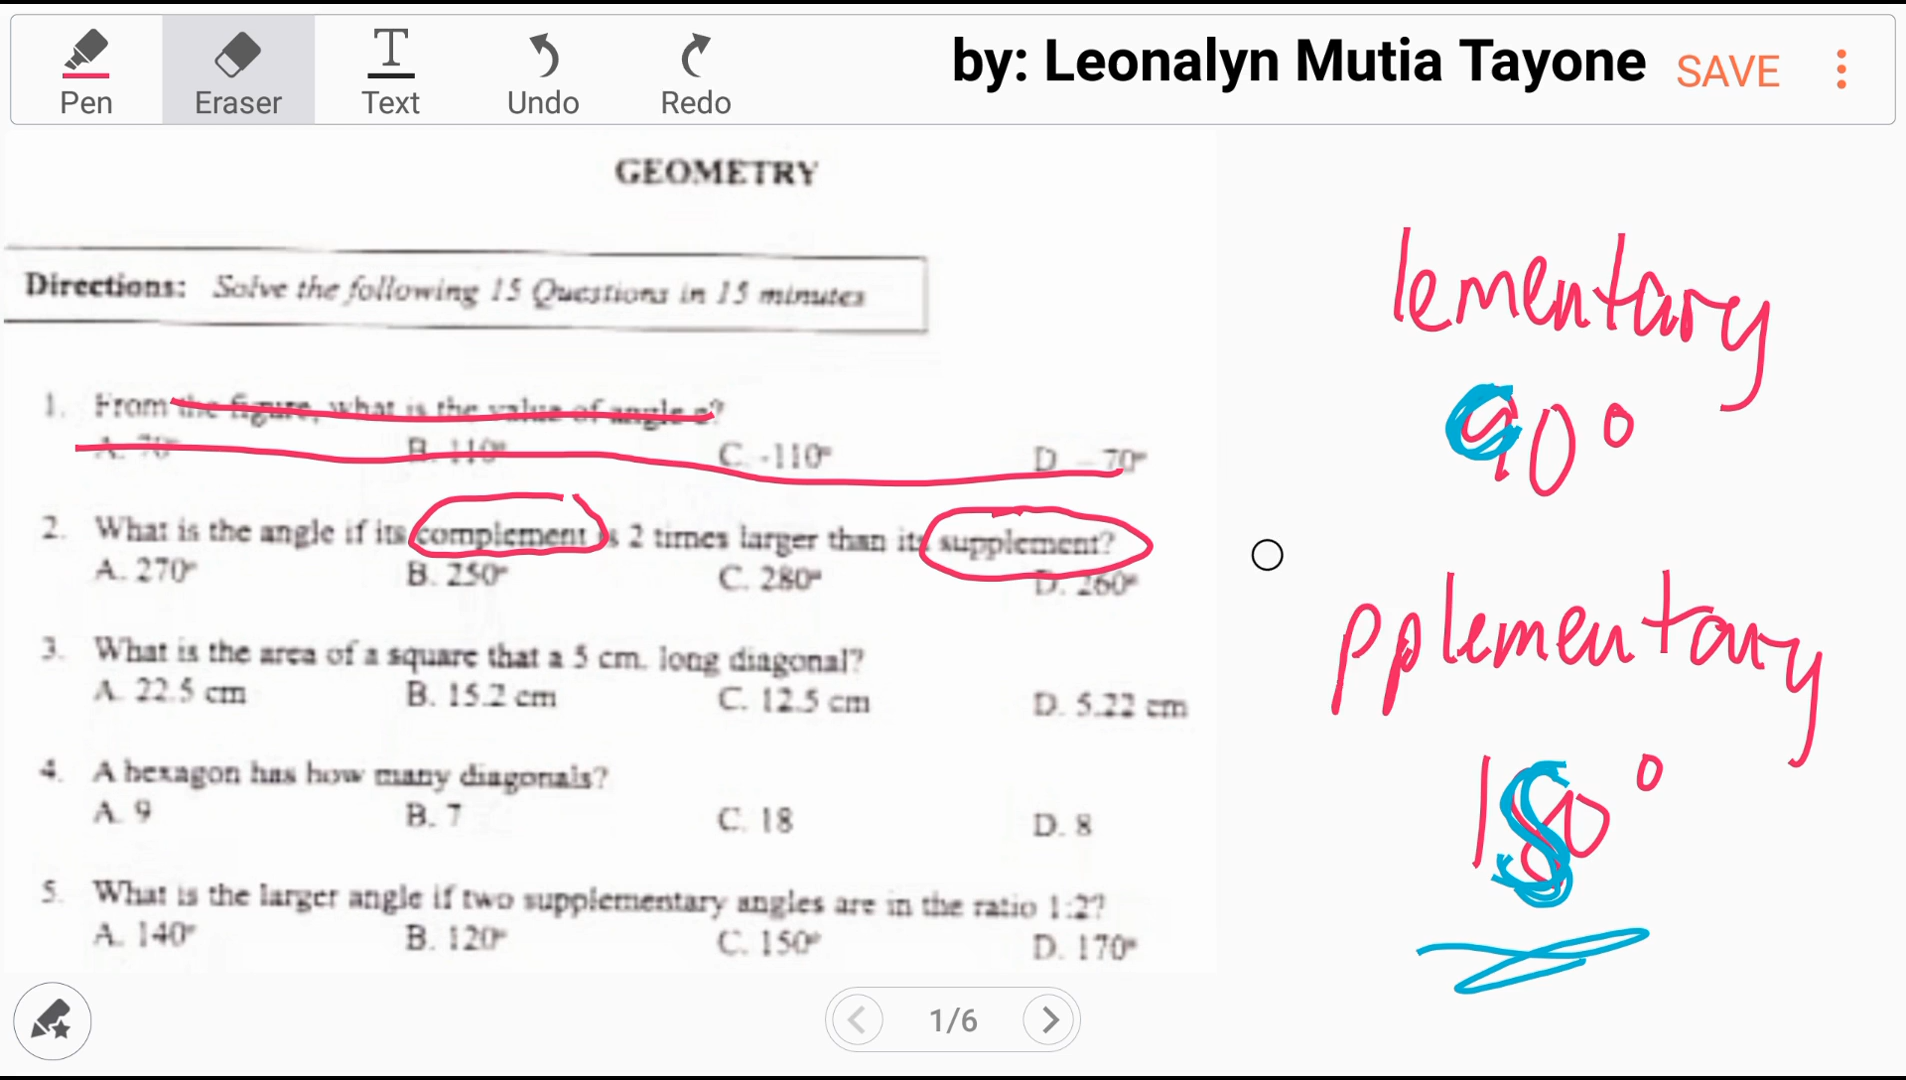 Pen
Eraser
Text
Undo
Redo
by: Leonalyn Mutia Tayone
SAVE
GEOMETRY
Directions: Solve the following 15 Questions in 15 minutes
1. From the figure, what is the value of angle e?
A. 70° B. 110° C. -110° D. -70°
2. What is the angle if its complement is 2 times larger than its supplement?
A. 270° B. 250° C. 280° D. 260°
3. What is the area of a square that a 5 cm. long diagonal?
A. 22.5 cm B. 15.2 cm C. 12.5 cm D. 5.22 cm
4. A hexagon has how many diagonals?
A. 9 B. 7 C. 18 D. 8
5. What is the larger angle if two supplementary angles are in the ratio 1:2?
A. 140° B. 120° C. 150° D. 170°
lementary
90°
pplementary
180°
1/6